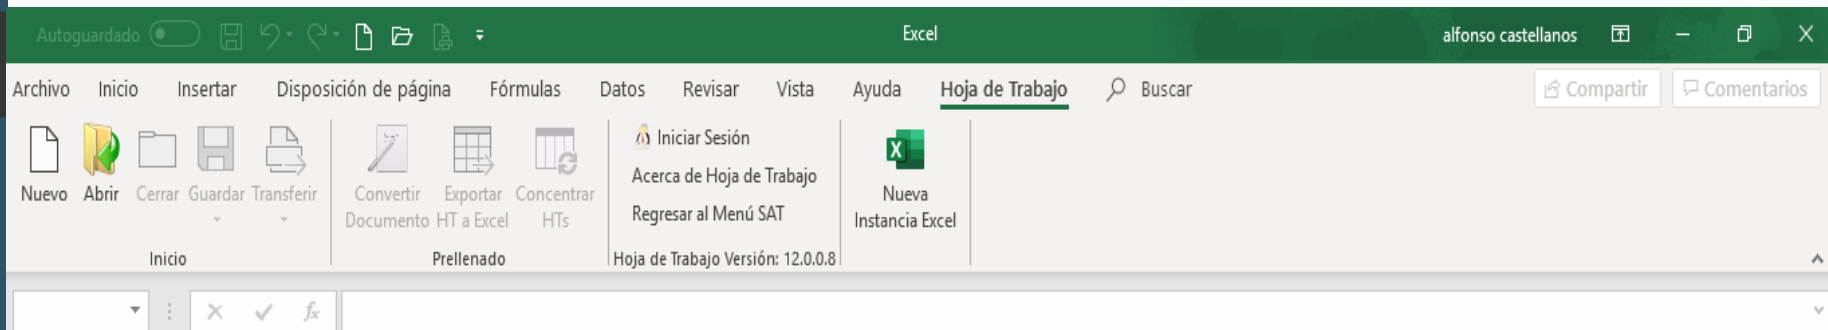 Autoguardado
Excel
alfonso castellanos
Archivo Inicio Insertar Disposición de página Fórmulas Datos Revisar Vista Ayuda Hoja de Trabajo Buscar Compartir Comentarios
Nuevo Abrir Cerrar Guardar Transferir
Inicio
Convertir Documento
Exportar HT a Excel
Concentrar HTs
Prellenado
Iniciar Sesión
Acerca de Hoja de Trabajo
Regresar al Menú SAT
Hoja de Trabajo Versión: 12.0.0.8
X
Nueva
Instancia Excel
fx